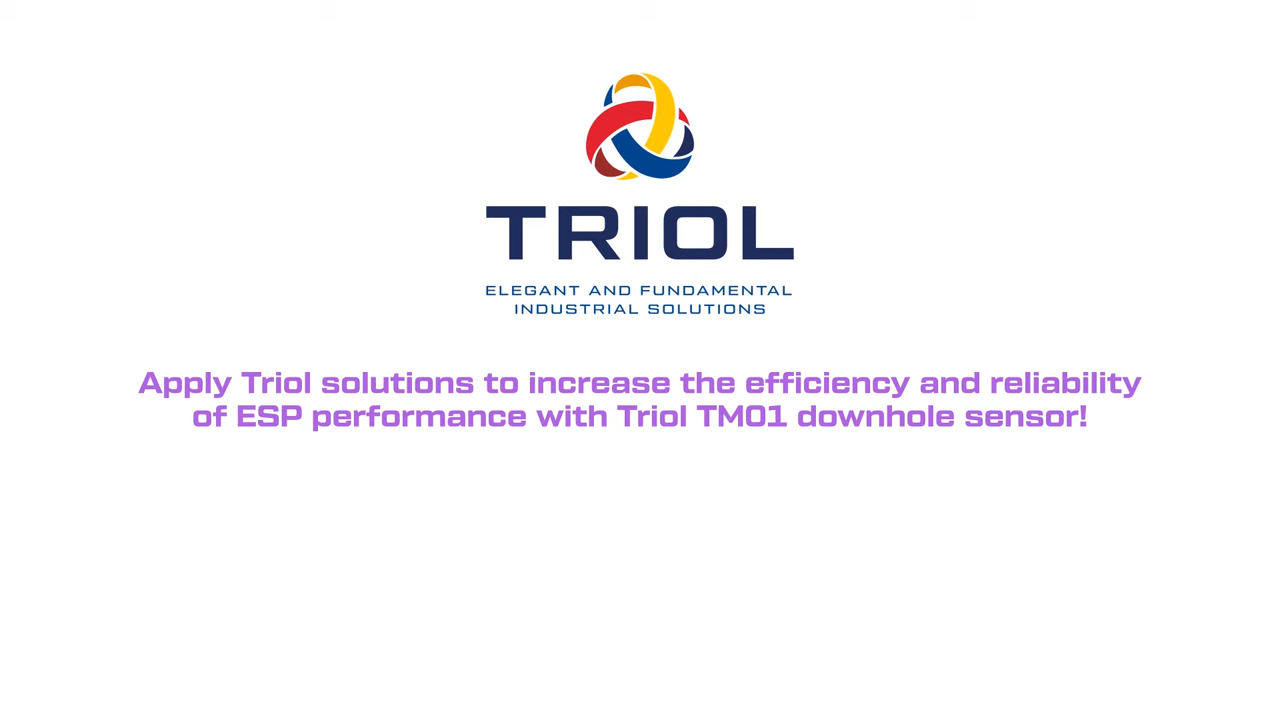 TRIOL
ELEGANT AND FUNDAMENTAL
INDUSTRIAL SOLUTIONS
Apply Triol solutions to increase the efficiency and reliability
of ESP performance with Triol TM01 downhole sensor!